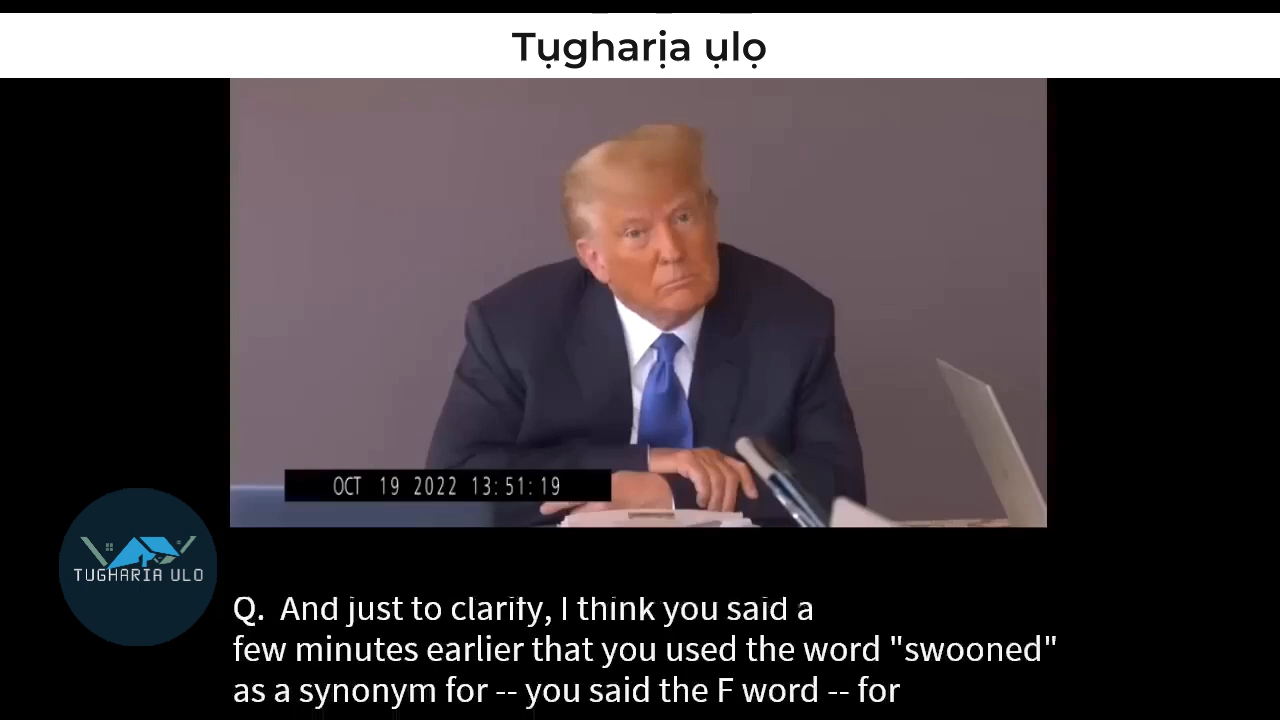 Tụgharịa ụlọ
OCT 19 2022 13:51:19
TUGHARIA ULO
Q. And just to clarify, I think you said a
few minutes earlier that you used the word "swooned"
as a synonym for -- you said the F word -- for